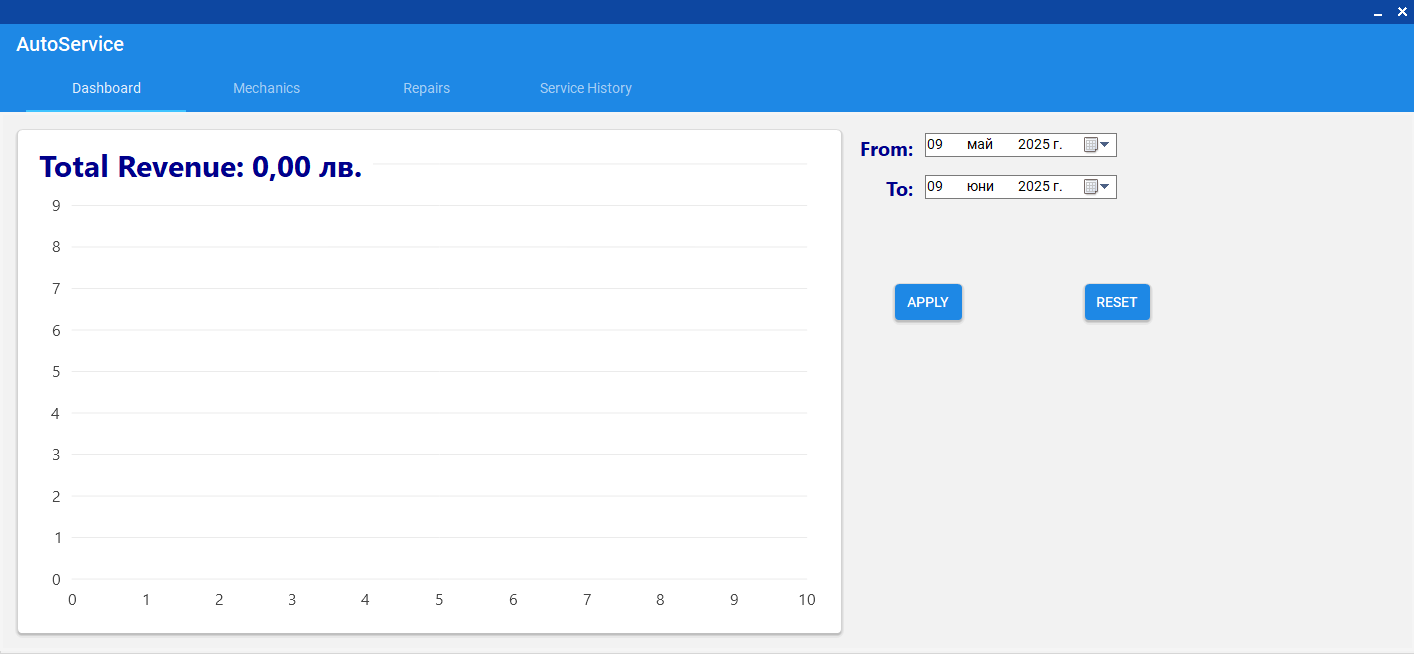 AutoService
Dashboard Mechanics Repairs Service History
Total Revenue: 0,00 лв.
From: 09 май 2025 г.
To: 09 юни 2025 г.
APPLY RESET
9
8
7
6
5
4
3
2
1
0
0 1 2 3 4 5 6 7 8 9 10